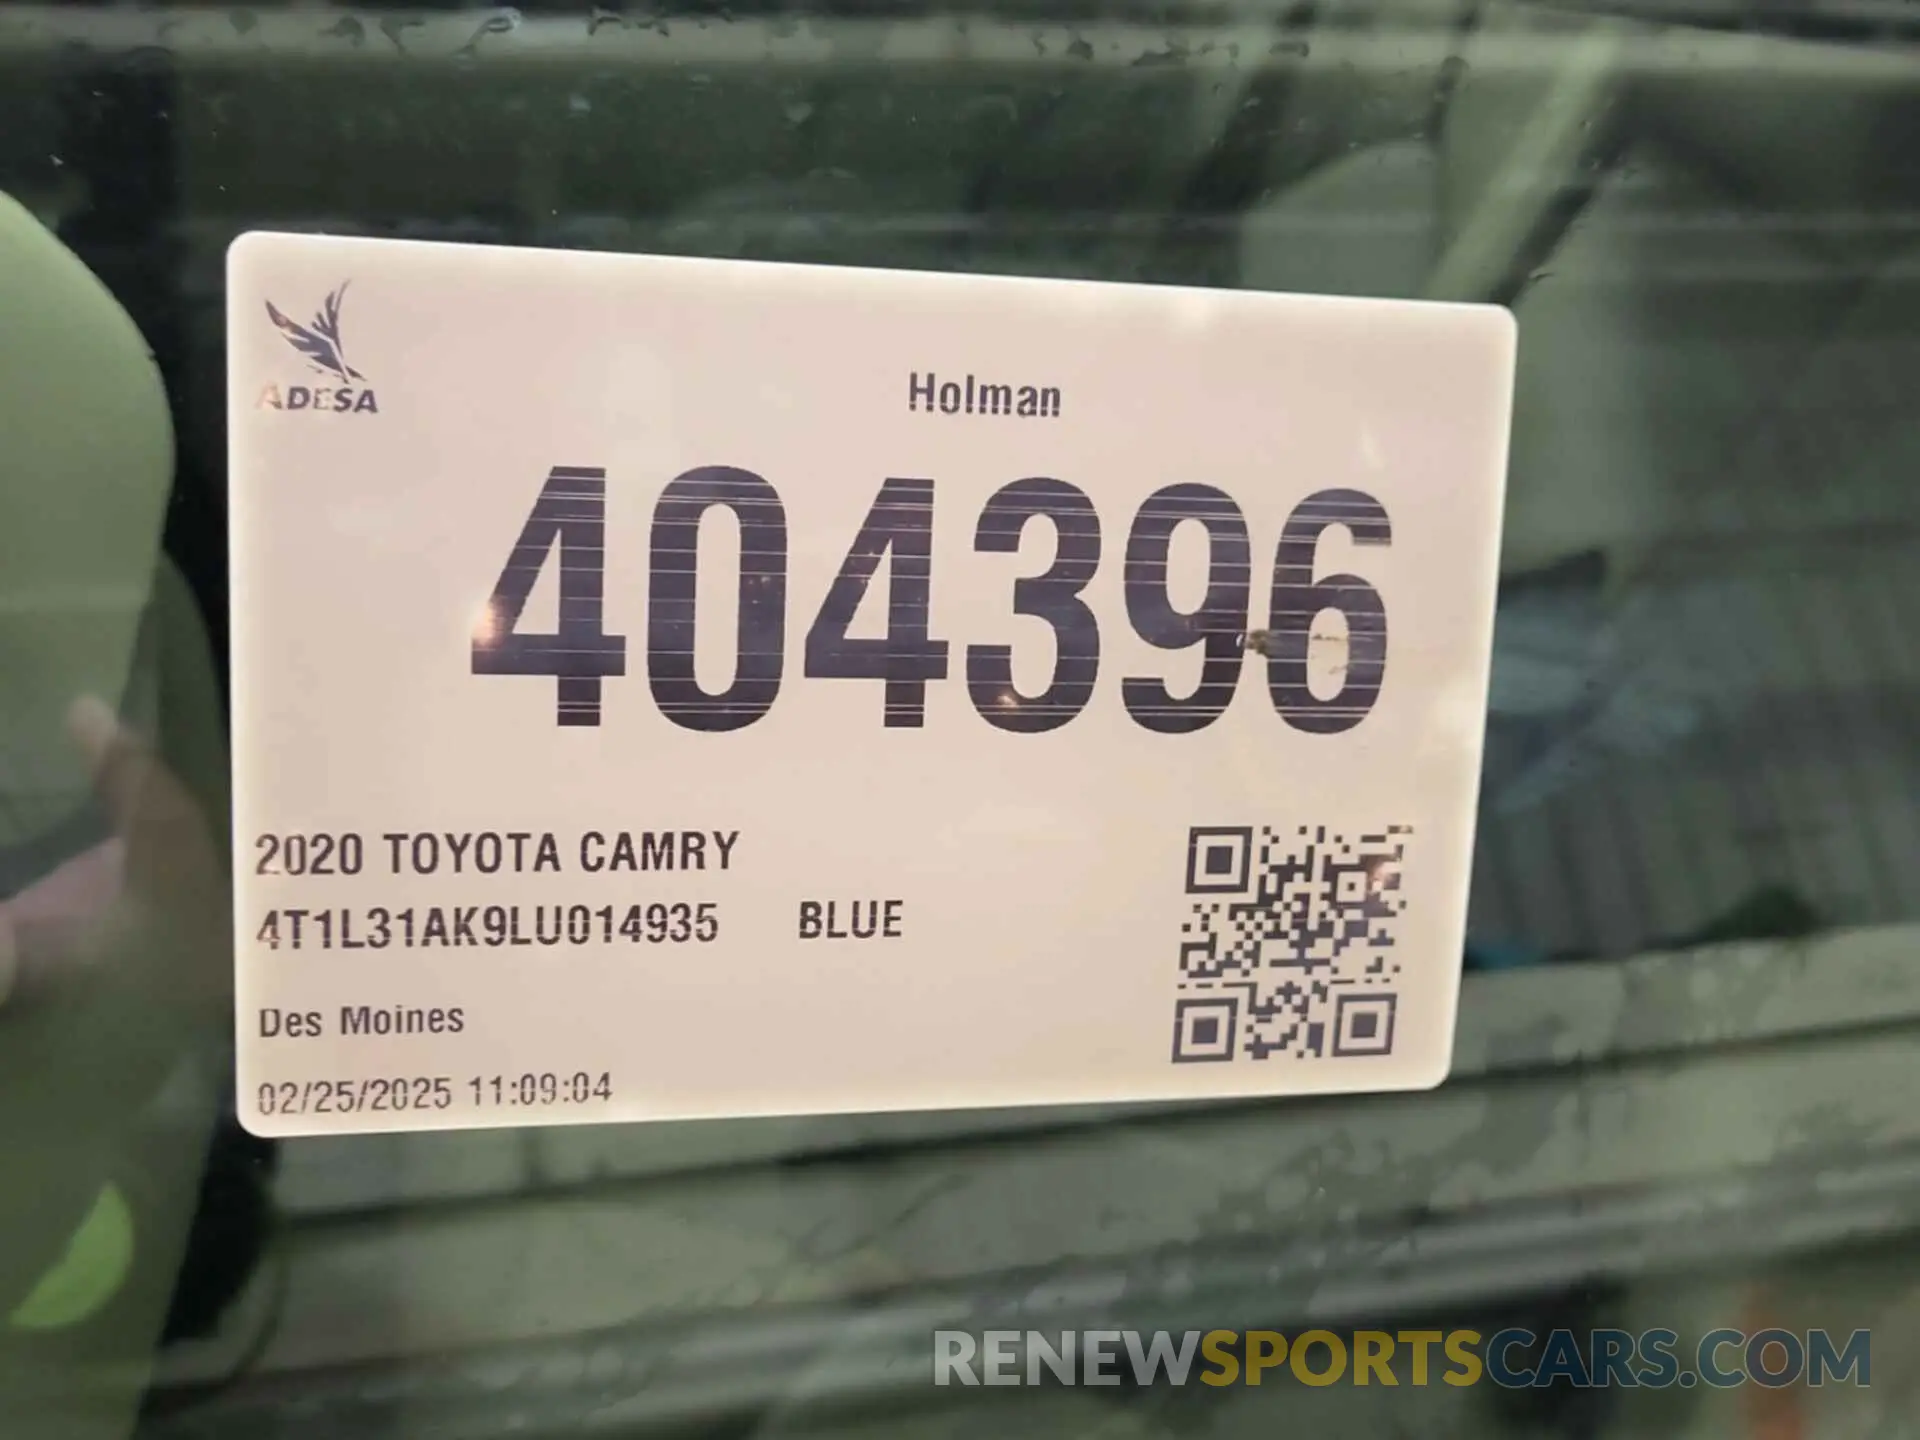 ADESA
Holman
404396
2020 TOYOTA CAMRY
4T1L31AK9LU014935 BLUE
Des Moines
02/25/2025 11:09:04
RENEWSPORTSCARS.COM